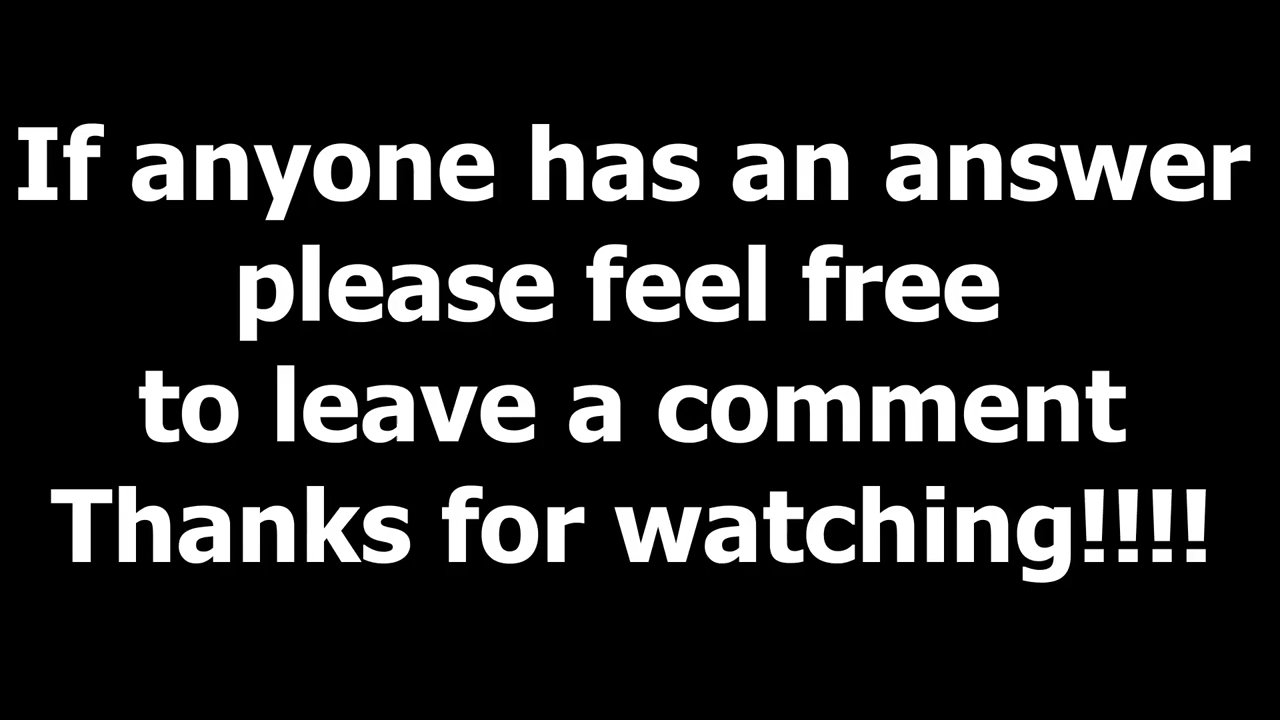 If anyone has an answer
please feel free
to leave a comment
Thanks for watching!!!!